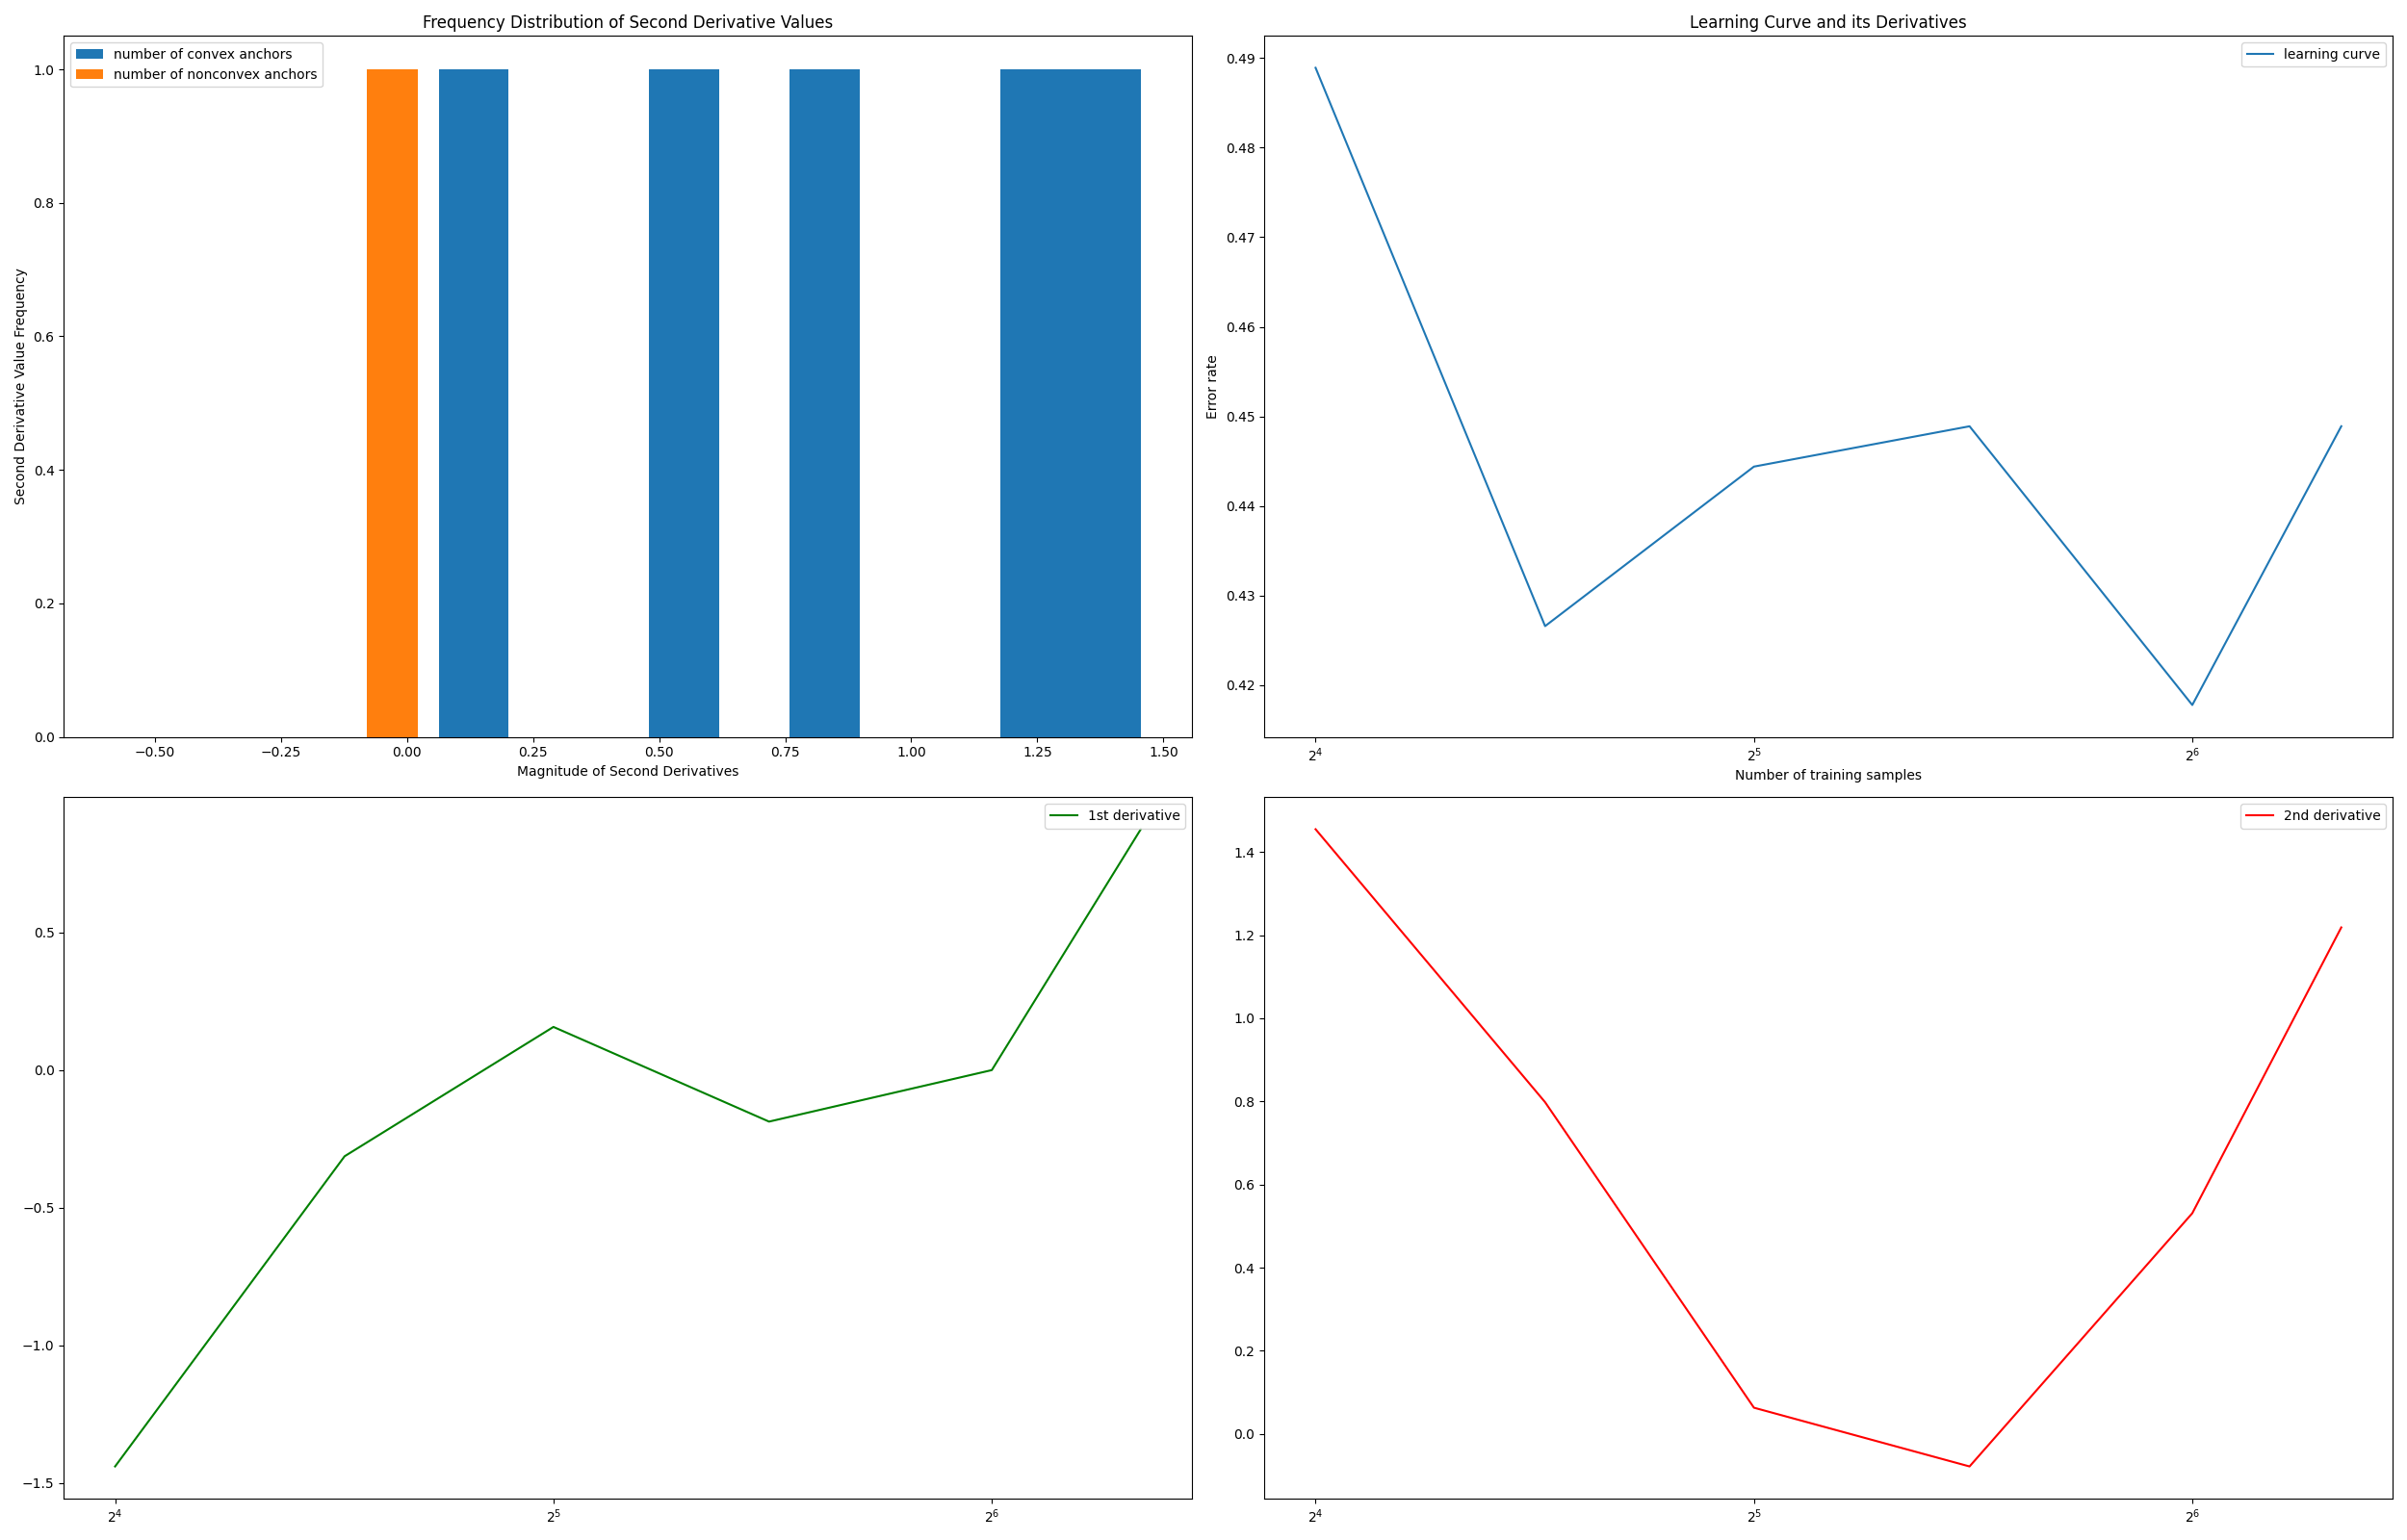 Frequency Distribution of Second Derivative Values
number of convex anchors
number of nonconvex anchors
Second Derivative Value Frequency
1.0
0.8
0.6
0.4
0.2
0.0
−0.50 −0.25 0.00 0.25 0.50 0.75 1.00 1.25 1.50
Magnitude of Second Derivatives
Learning Curve and its Derivatives
learning curve
Error rate
0.49
0.48
0.47
0.46
0.45
0.44
0.43
0.42
2⁴ 2⁵ 2⁶
Number of training samples
1st derivative
0.5
0.0
−0.5
−1.0
−1.5
2⁴ 2⁵ 2⁶
2nd derivative
1.4
1.2
1.0
0.8
0.6
0.4
0.2
0.0
2⁴ 2⁵ 2⁶